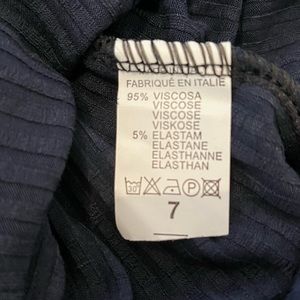 FABRIQUÉ EN ITALIE
95% VISCOSA
VISCOSE
VISCOSE
VISKOSE
5% ELASTAM
ELASTANE
ELASTHANNE
ELASTHAN
30° P
7